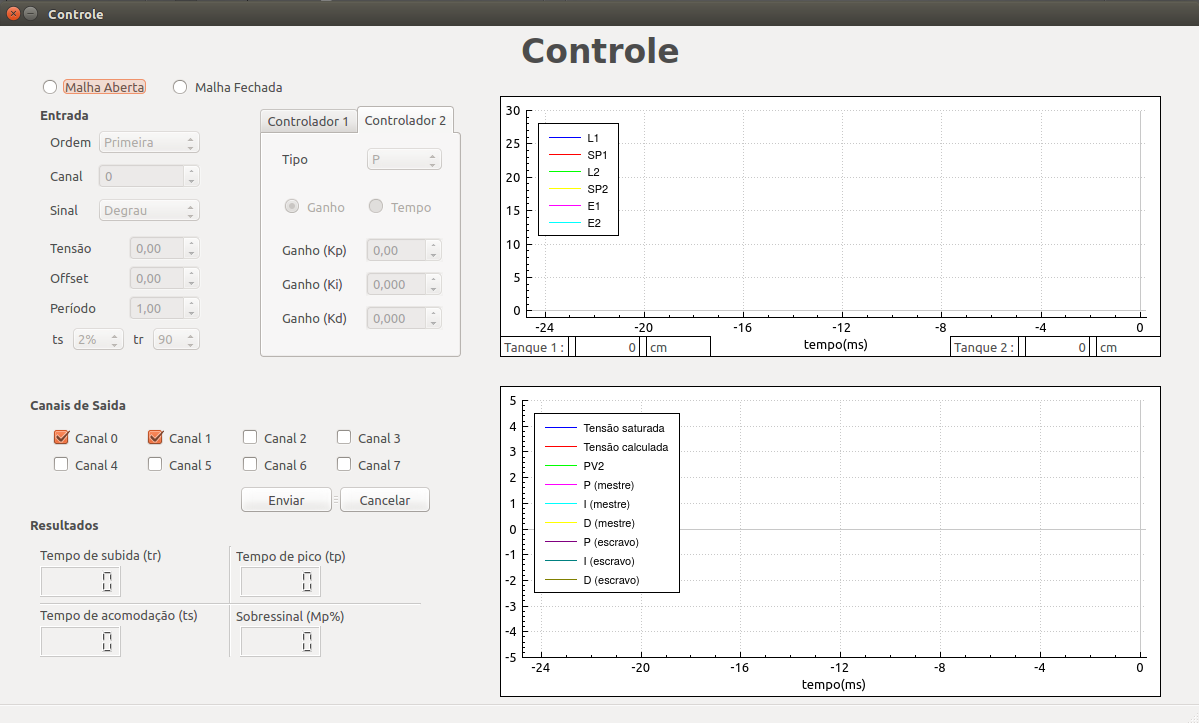 Controle
Controle
Malha Aberta Malha Fechada
Entrada
Ordem Primeira
Canal 0
Sinal Degrau
Tensão 0,00
Offset 0,00
Período 1,00
ts 2% tr 90
Controlador 1 Controlador 2
Tipo P
Ganho Tempo
Ganho (Kp) 0,00
Ganho (Ki) 0,000
Ganho (Kd) 0,000
Canais de Saida
Canal 0 Canal 1 Canal 2 Canal 3
Canal 4 Canal 5 Canal 6 Canal 7
Enviar Cancelar
Resultados
Tempo de subida (tr) Tempo de pico (tp)
0 0
Tempo de acomodação (ts) Sobressinal (Mp%)
0 0
30
25
20
15
10
5
0
L1
SP1
L2
SP2
E1
E2
-24 -20 -16 -12 -8 -4 0
tempo(ms)
Tanque 1 : 0 cm Tanque 2 : 0 cm
5
4
3
2
1
0
-1
-2
-3
-4
-5
Tensão saturada
Tensão calculada
PV2
P (mestre)
I (mestre)
D (mestre)
P (escravo)
I (escravo)
D (escravo)
-24 -20 -16 -12 -8 -4 0
tempo(ms)